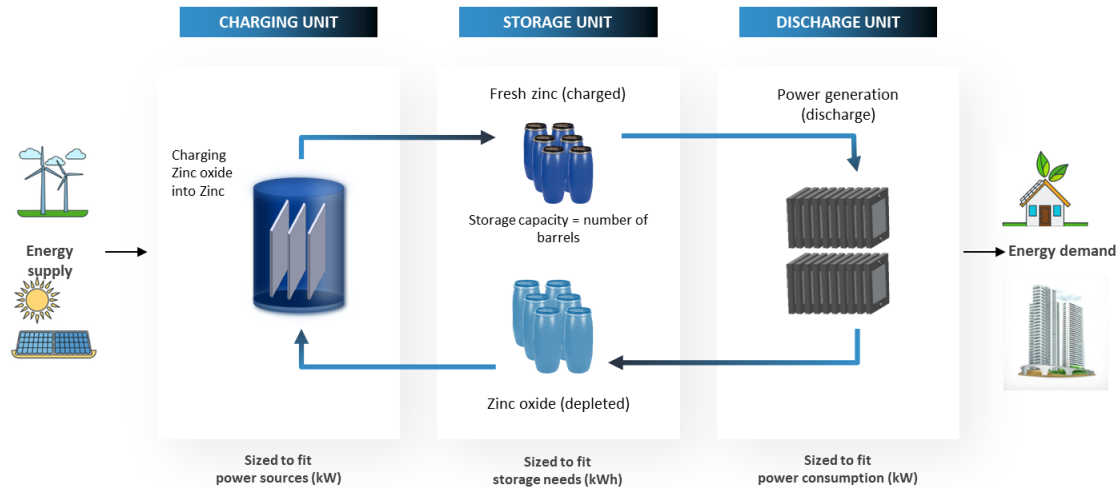 CHARGING UNIT
STORAGE UNIT
DISCHARGE UNIT
Energy
supply
Charging
Zinc oxide
into Zinc
Fresh zinc (charged)
Storage capacity = number of
barrels
Zinc oxide (depleted)
Power generation
(discharge)
Energy demand
Sized to fit
power sources (kW)
Sized to fit
storage needs (kWh)
Sized to fit
power consumption (kW)